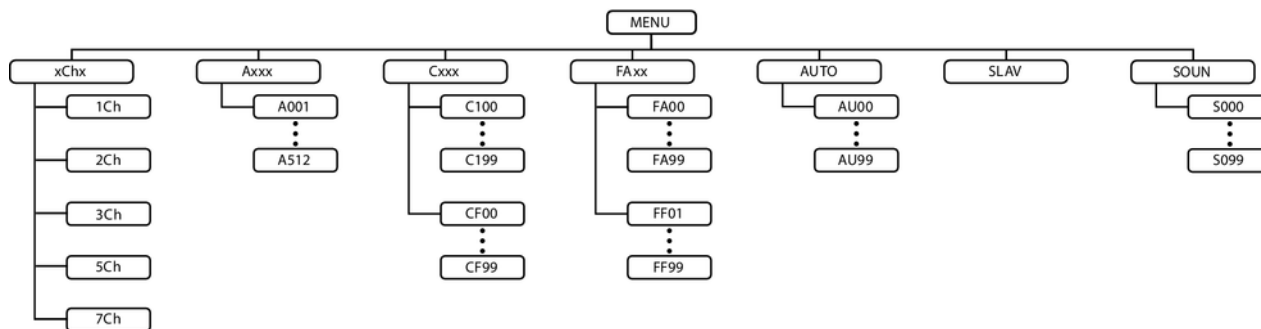 MENU
xChx
Axxx
Cxxx
FAxx
AUTO
SLAV
SOUN
1Ch
A001
C100
FA00
AU00
S000
2Ch
A512
C199
FA99
AU99
S099
3Ch
CF00
FF01
5Ch
CF99
FF99
7Ch